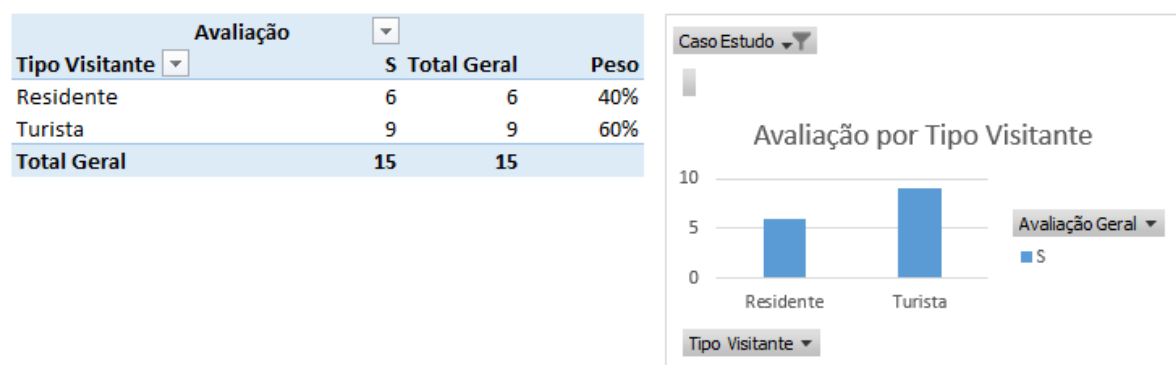 Avaliação
Tipo Visitante S Total Geral Peso
Residente 6 6 40%
Turista 9 9 60%
Total Geral 15 15
Caso Estudo
Avaliação por Tipo Visitante
10
5
0
Residente Turista
Avaliação Geral
S
Tipo Visitante